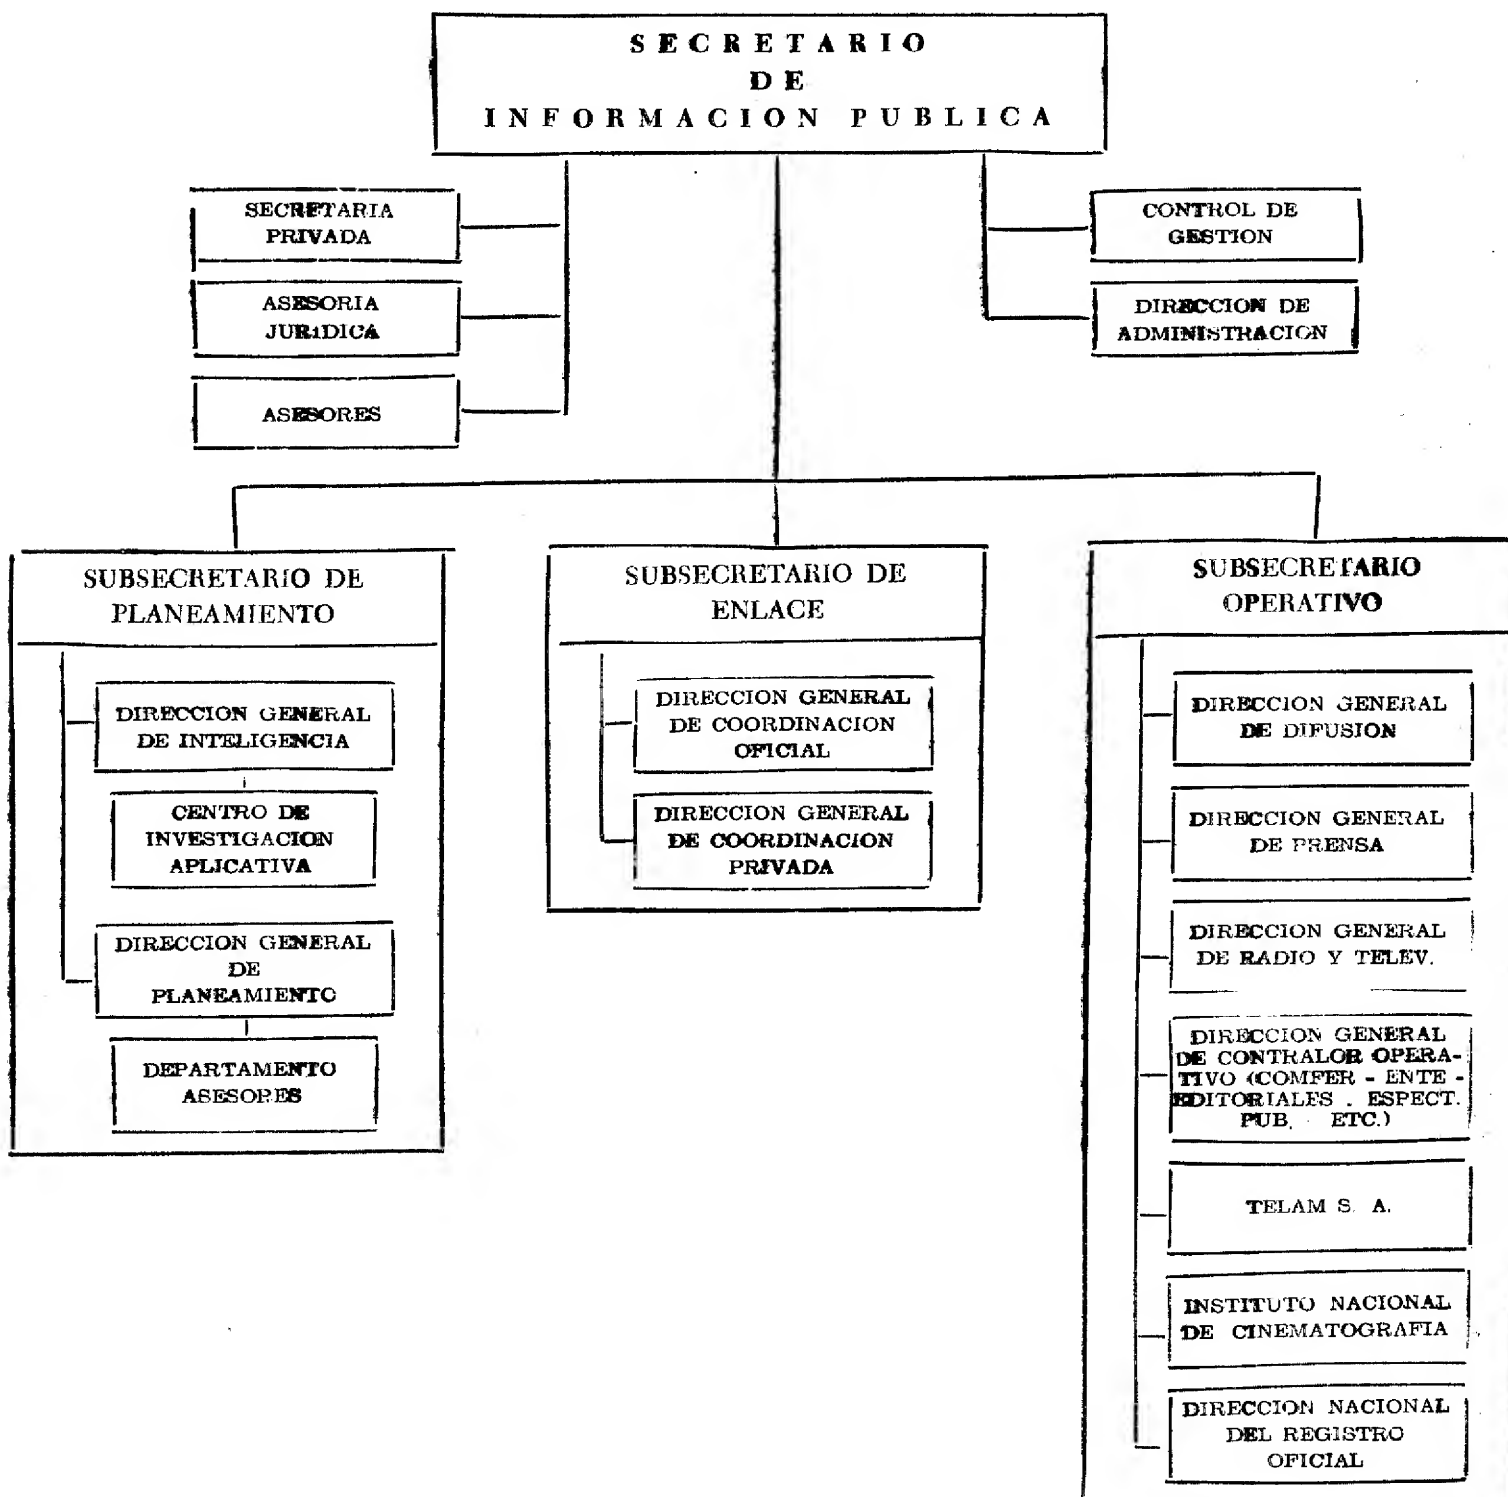 SECRETARIO
DE
INFORMACION PUBLICA
SECRETARIA
PRIVADA
ASESORIA
JURIDICA
ASESORES
CONTROL DE
GESTION
DIRECCION DE
ADMINISTRACION
SUBSECRETARIO DE
PLANEAMIENTO
DIRECCION GENERAL
DE INTELIGENCIA
CENTRO DE
INVESTIGACION
APLICATIVA
DIRECCION GENERAL
DE
PLANEAMIENTO
DEPARTAMENTO
ASESORES
SUBSECRETARIO DE
ENLACE
DIRECCION GENERAL
DE COORDINACION
OFICIAL
DIRECCION GENERAL
DE COORDINACION
PRIVADA
SUBSECRETARIO
OPERATIVO
DIRECCION GENERAL
DE DIFUSION
DIRECCION GENERAL
DE PRENSA
DIRECCION GENERAL
DE RADIO Y TELEV.
DIRECCION GENERAL
DE CONTRALOR OPERA-
TIVO (COMFER - ENTE -
EDITORIALES . ESPECT.
PUB. ETC.)
TELAM S. A.
INSTITUTO NACIONAL
DE CINEMATOGRAFIA
DIRECCION NACIONAL
DEL REGISTRO
OFICIAL